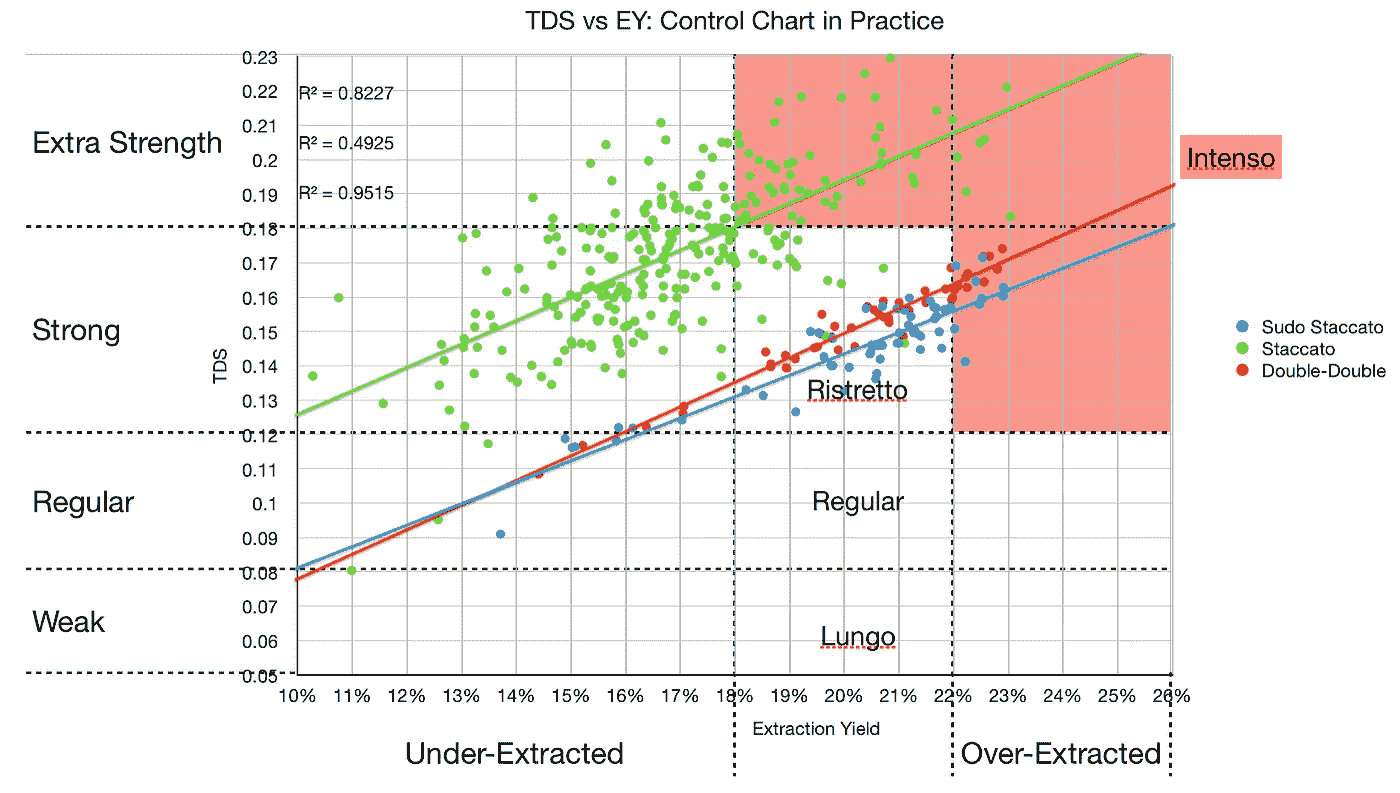 TDS vs EY: Control Chart in Practice
0.23
0.22
0.21
0.2
0.19
0.18
0.17
0.16
0.15
0.14
0.13
0.12
0.11
0.1
0.09
0.08
0.07
0.06
0.05
TDS
R² = 0.8227
R² = 0.4925
R² = 0.9515
Extra Strength
Strong
Regular
Weak
Intenso
Ristretto
Regular
Lungo
Sudo Staccato
Staccato
Double-Double
10% 11% 12% 13% 14% 15% 16% 17% 18% 19% 20% 21% 22% 23% 24% 25% 26%
Extraction Yield
Under-Extracted
Over-Extracted